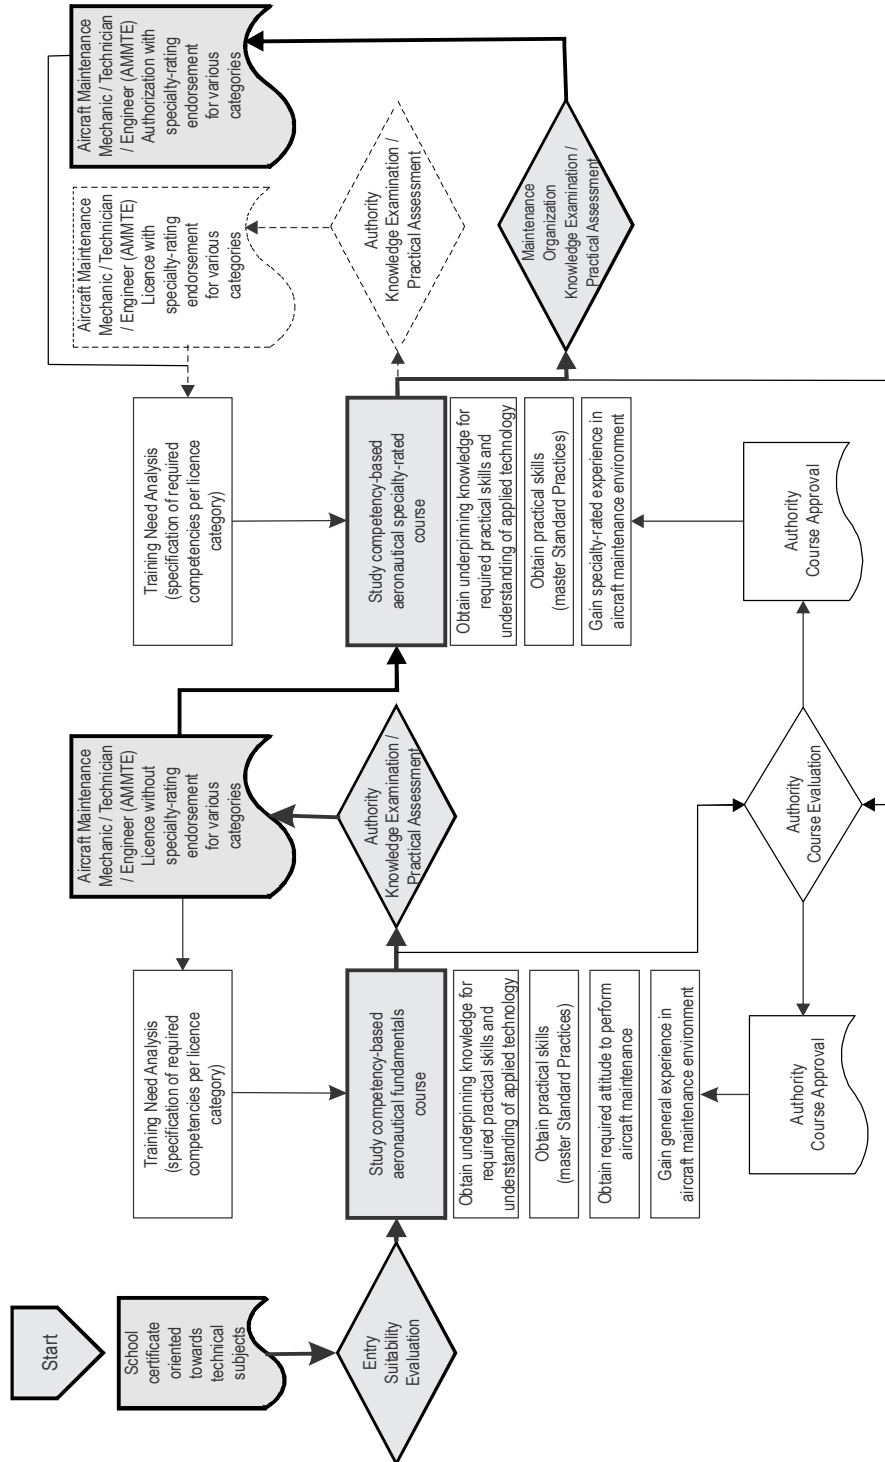 Start
School
certificate
oriented
towards
technical
subjects
Entry
Suitability
Evaluation
Training Need Analysis
(specification of required
competencies per licence
category)
Study competency-based
aeronautical fundamentals
course
Obtain underpinning knowledge for
required practical skills and
understanding of applied technology
Obtain practical skills
(master Standard Practices)
Obtain required attitude to perform
aircraft maintenance
Gain general experience in
aircraft maintenance environment
Authority
Course Approval
Aircraft Maintenance
Mechanic / Technician
/ Engineer (AMMTE)
Licence without
specialty-rating
endorsement
for various
categories
Authority
Knowledge Examination /
Practical Assessment
Authority
Course Evaluation
Training Need Analysis
(specification of required
competencies per licence
category)
Study competency-based
aeronautical specialty-rated
course
Obtain underpinning knowledge for
required practical skills and
understanding of applied technology
Obtain practical skills
(master Standard Practices)
Gain specialty-rated experience in
aircraft maintenance environment
Authority
Course Approval
Aircraft Maintenance
Mechanic / Technician
/ Engineer (AMMTE)
Licence with
specialty-rating
endorsement
for various
categories
Authority
Knowledge Examination /
Practical Assessment
Aircraft Maintenance
Mechanic / Technician
/ Engineer (AMMTE)
Authorization with
specialty-rating
endorsement
for various
categories
Maintenance
Organization
Knowledge Examination /
Practical Assessment